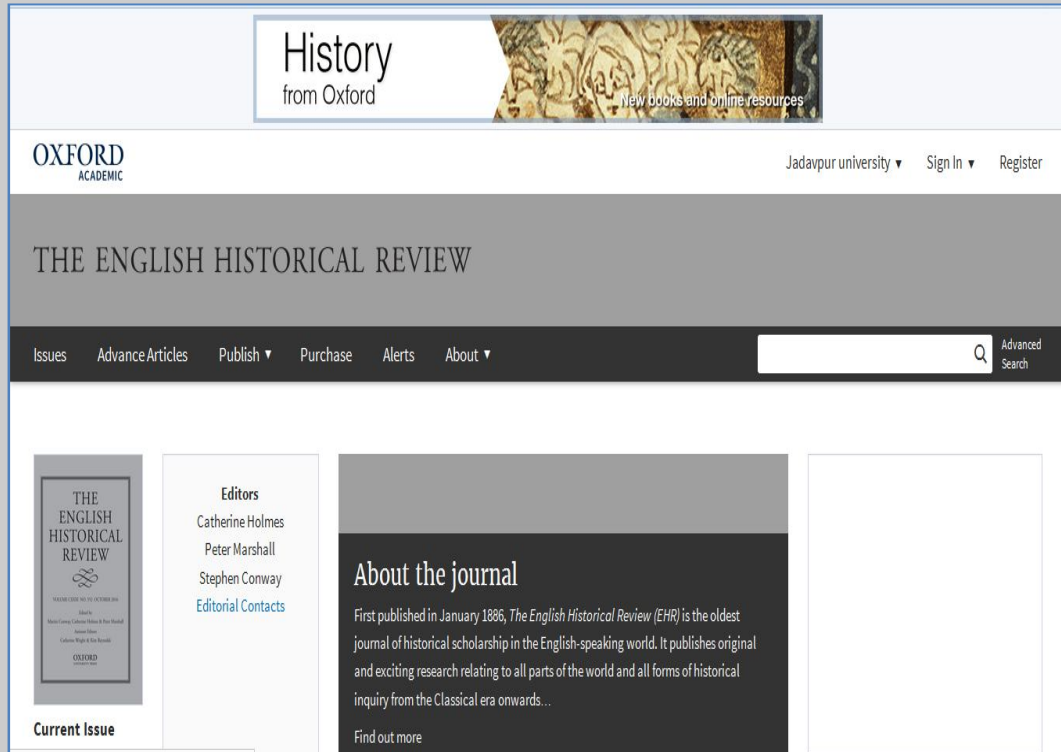 History
from Oxford
New books and online resources
OXFORD
ACADEMIC
Jadavpur university ▼ Sign In ▼ Register
THE ENGLISH HISTORICAL REVIEW
Issues Advance Articles Publish ▼ Purchase Alerts About ▼
Advanced
Search
THE
ENGLISH
HISTORICAL
REVIEW
Edited by
OXFORD
Current Issue
Editors
Catherine Holmes
Peter Marshall
Stephen Conway
Editorial Contacts
About the journal
First published in January 1886, The English Historical Review (EHR) is the oldest
journal of historical scholarship in the English-speaking world. It publishes original
and exciting research relating to all parts of the world and all forms of historical
inquiry from the Classical era onwards…
Find out more